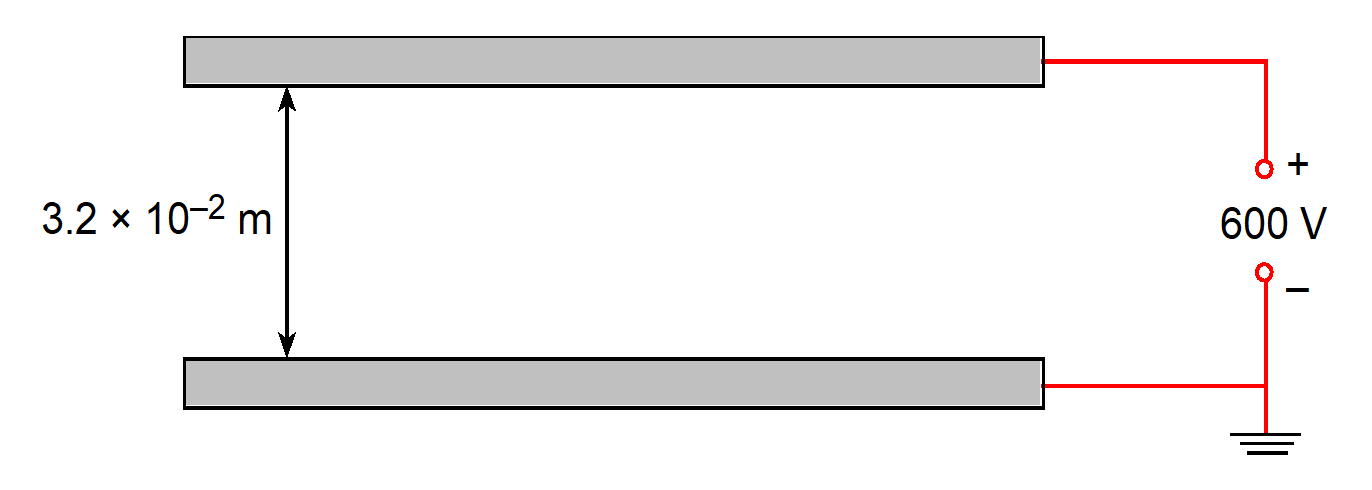 3.2 × 10⁻² m
+
600 V
–